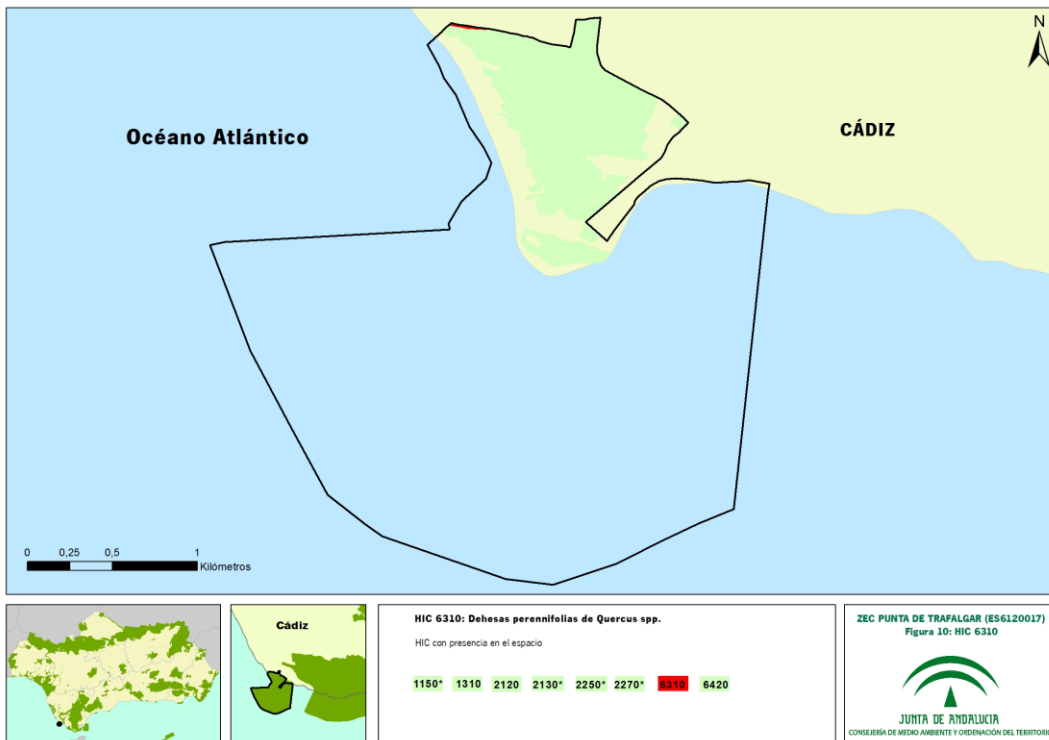 N
Océano Atlántico
CÁDIZ
0 0,25 0,5 1
Kilómetros
Cádiz
HIC 6310: Dehesas perennifolias de Quercus spp.
HIC con presencia en el espacio
1150* 1310 2120 2130* 2250* 2270* 6310 6420
ZEC PUNTA DE TRAFALGAR (ES6120017)
Figura 10: HIC 6310
JUNTA DE ANDALUCIA
CONSEJERÍA DE MEDIO AMBIENTE Y ORDENACIÓN DEL TERRITORIO